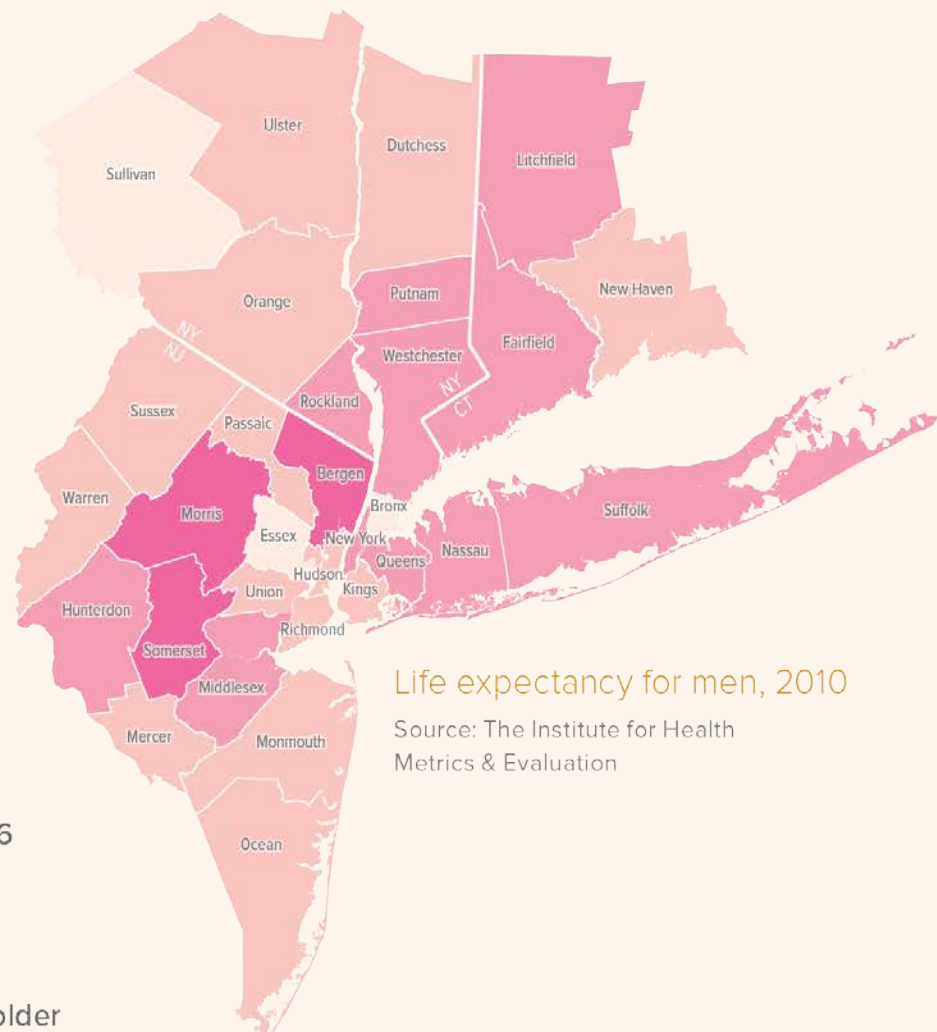 Ulster
Dutchess
Litchfield
Sullivan
New Haven
Putnam
Orange
Fairfield
NY
NJ
Westchester
NY
CT
Rockland
Sussex
Passaic
Bergen
Warren
Morris
Bronx
Suffolk
Essex
New York
Nassau
Queens
Hudson
Union
Kings
Hunterdon
Richmond
Somerset
Middlesex
Mercer
Monmouth
Life expectancy for men, 2010
Source: The Institute for Health
Metrics & Evaluation
6
Ocean
older